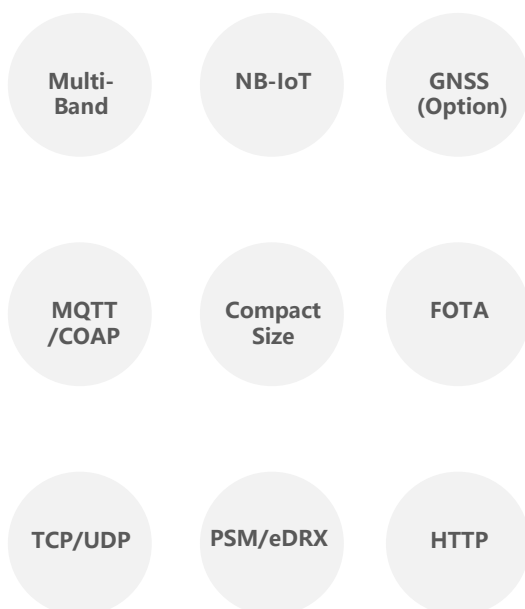 Multi-
Band
NB-IoT
GNSS
(Option)
MQTT
/COAP
Compact
Size
FOTA
TCP/UDP
PSM/eDRX
HTTP